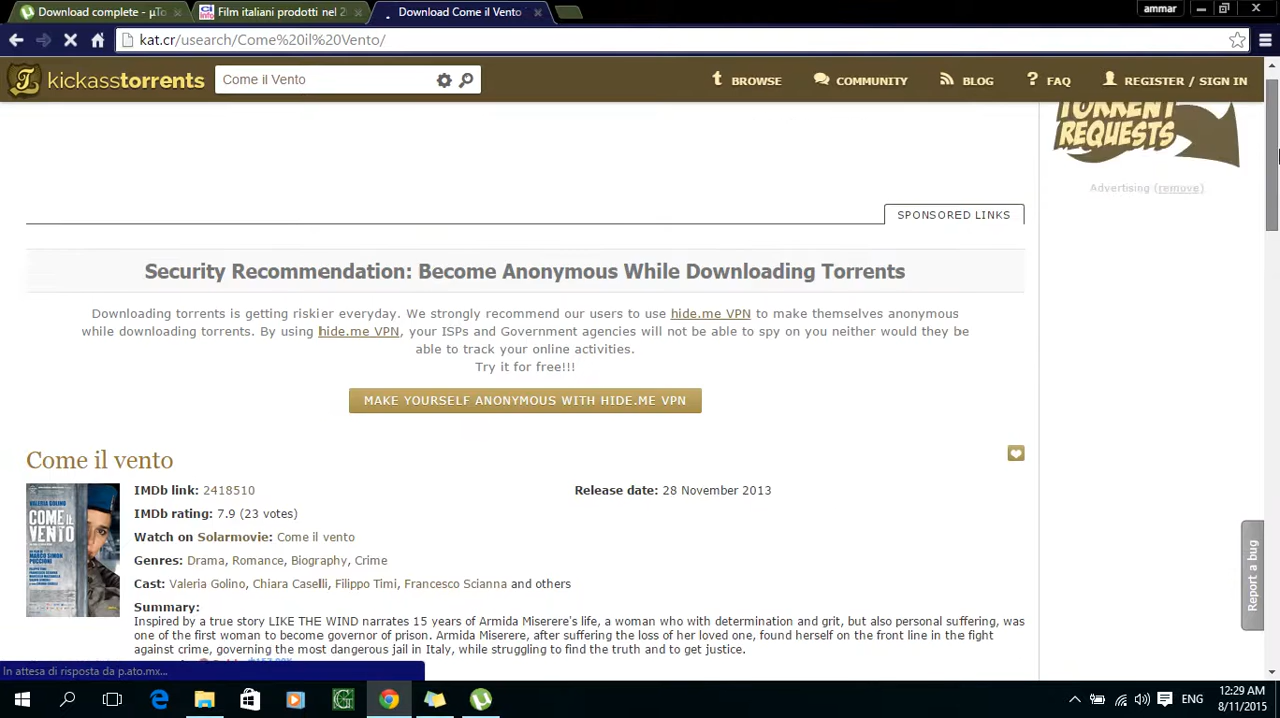 Download complete - µTo
Film italiani prodotti nel 2
Download Come il Vento
ammar
kat.cr/usearch/Come%20il%20Vento/
kickasstorrents
Come il Vento
BROWSE
COMMUNITY
BLOG
FAQ
REGISTER / SIGN IN
TORRENT
REQUESTS
Advertising (remove)
SPONSORED LINKS
Security Recommendation: Become Anonymous While Downloading Torrents
Downloading torrents is getting riskier everyday. We strongly recommend our users to use hide.me VPN to make themselves anonymous
while downloading torrents. By using hide.me VPN, your ISPs and Government agencies will not be able to spy on you neither would they be
able to track your online activities.
Try it for free!!!
MAKE YOURSELF ANONYMOUS WITH HIDE.ME VPN
Come il vento
IMDb link: 2418510
Release date: 28 November 2013
IMDb rating: 7.9 (23 votes)
Watch on Solarmovie: Come il vento
Genres: Drama, Romance, Biography, Crime
Cast: Valeria Golino, Chiara Caselli, Filippo Timi, Francesco Scianna and others
Summary:
Inspired by a true story LIKE THE WIND narrates 15 years of Armida Miserere's life, a woman who with determination and grit, but also personal suffering, was
one of the first woman to become governor of prison. Armida Miserere, after suffering the loss of her loved one, found herself on the front line in the fight
against crime, governing the most dangerous jail in Italy, while struggling to find the truth and to get justice.
VALERIA GOLINO
COME IL
VENTO
MARCO SIMON
PUCCIONI
Report a bug
In attesa di risposta da p.ato.mx...
ENG
12:29 AM
8/11/2015